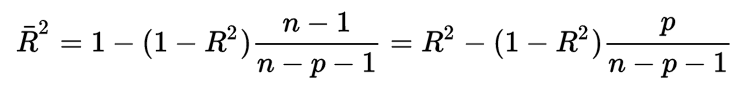 R̄² = 1 − (1 − R²) (n − 1)/(n − p − 1) = R² − (1 − R²) p/(n − p − 1)